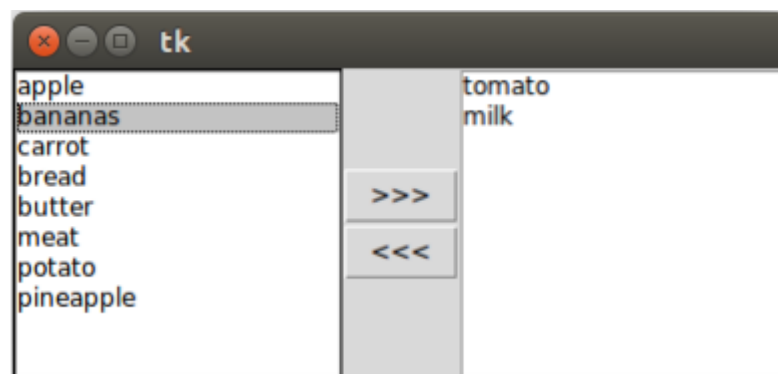 tk
apple
bananas
carrot
bread
butter
meat
potato
pineapple
>>>
<<<
tomato
milk